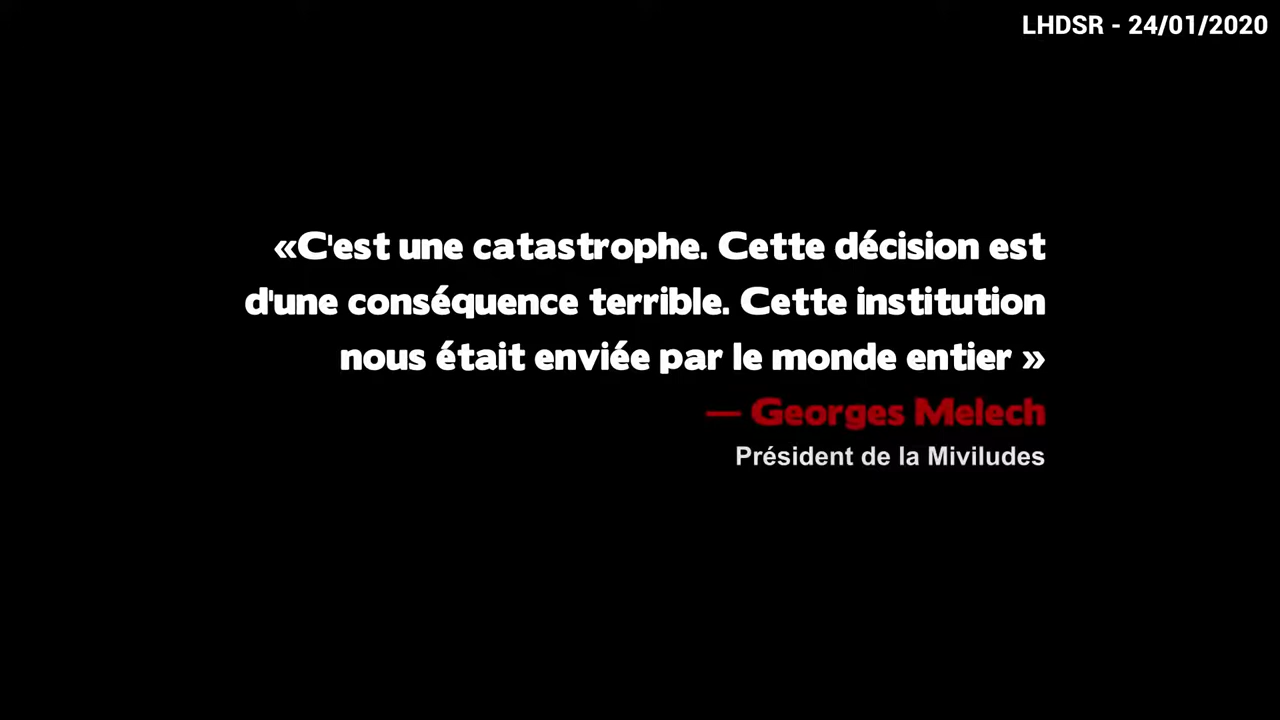 LHDSR - 24/01/2020
«C'est une catastrophe. Cette décision est
d'une conséquence terrible. Cette institution
nous était enviée par le monde entier »
— Georges Melech
Président de la Miviludes